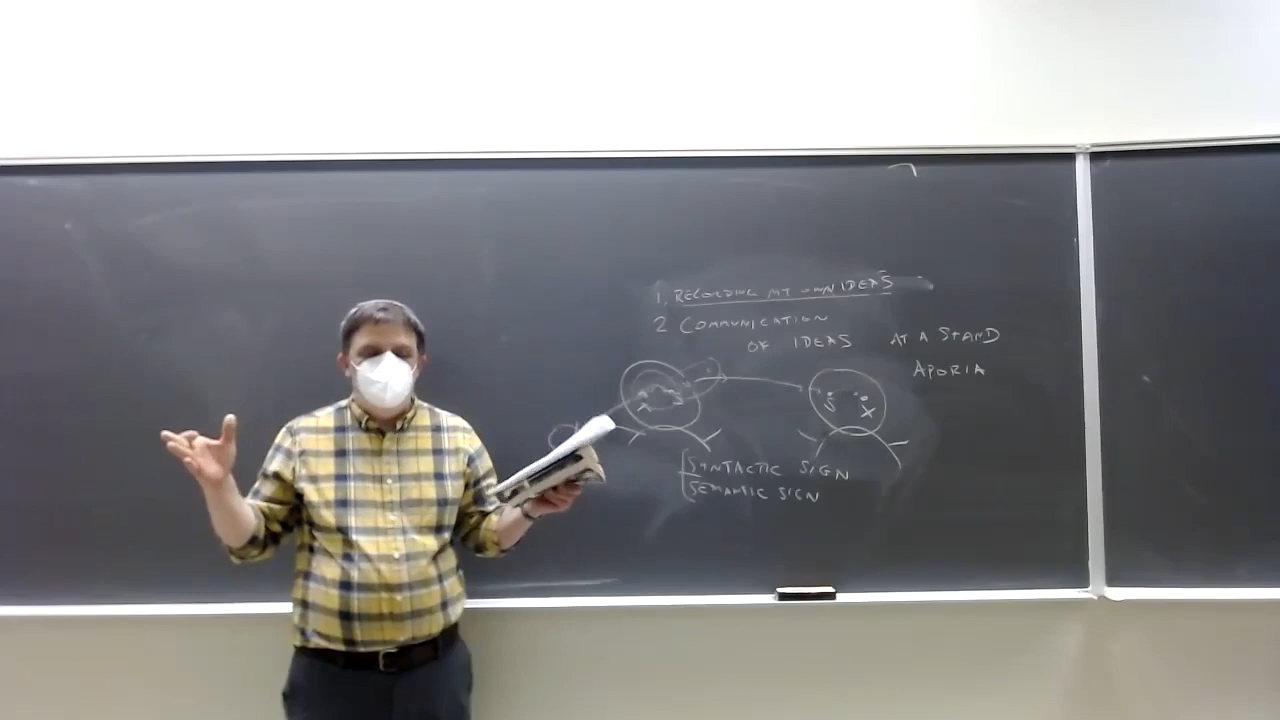 1. RECORDING MY OWN IDEAS
2 COMMUNICATION
OF IDEAS
AT A STAND
APORIA
SYNTACTIC SIGN
SEMANTIC SIGN